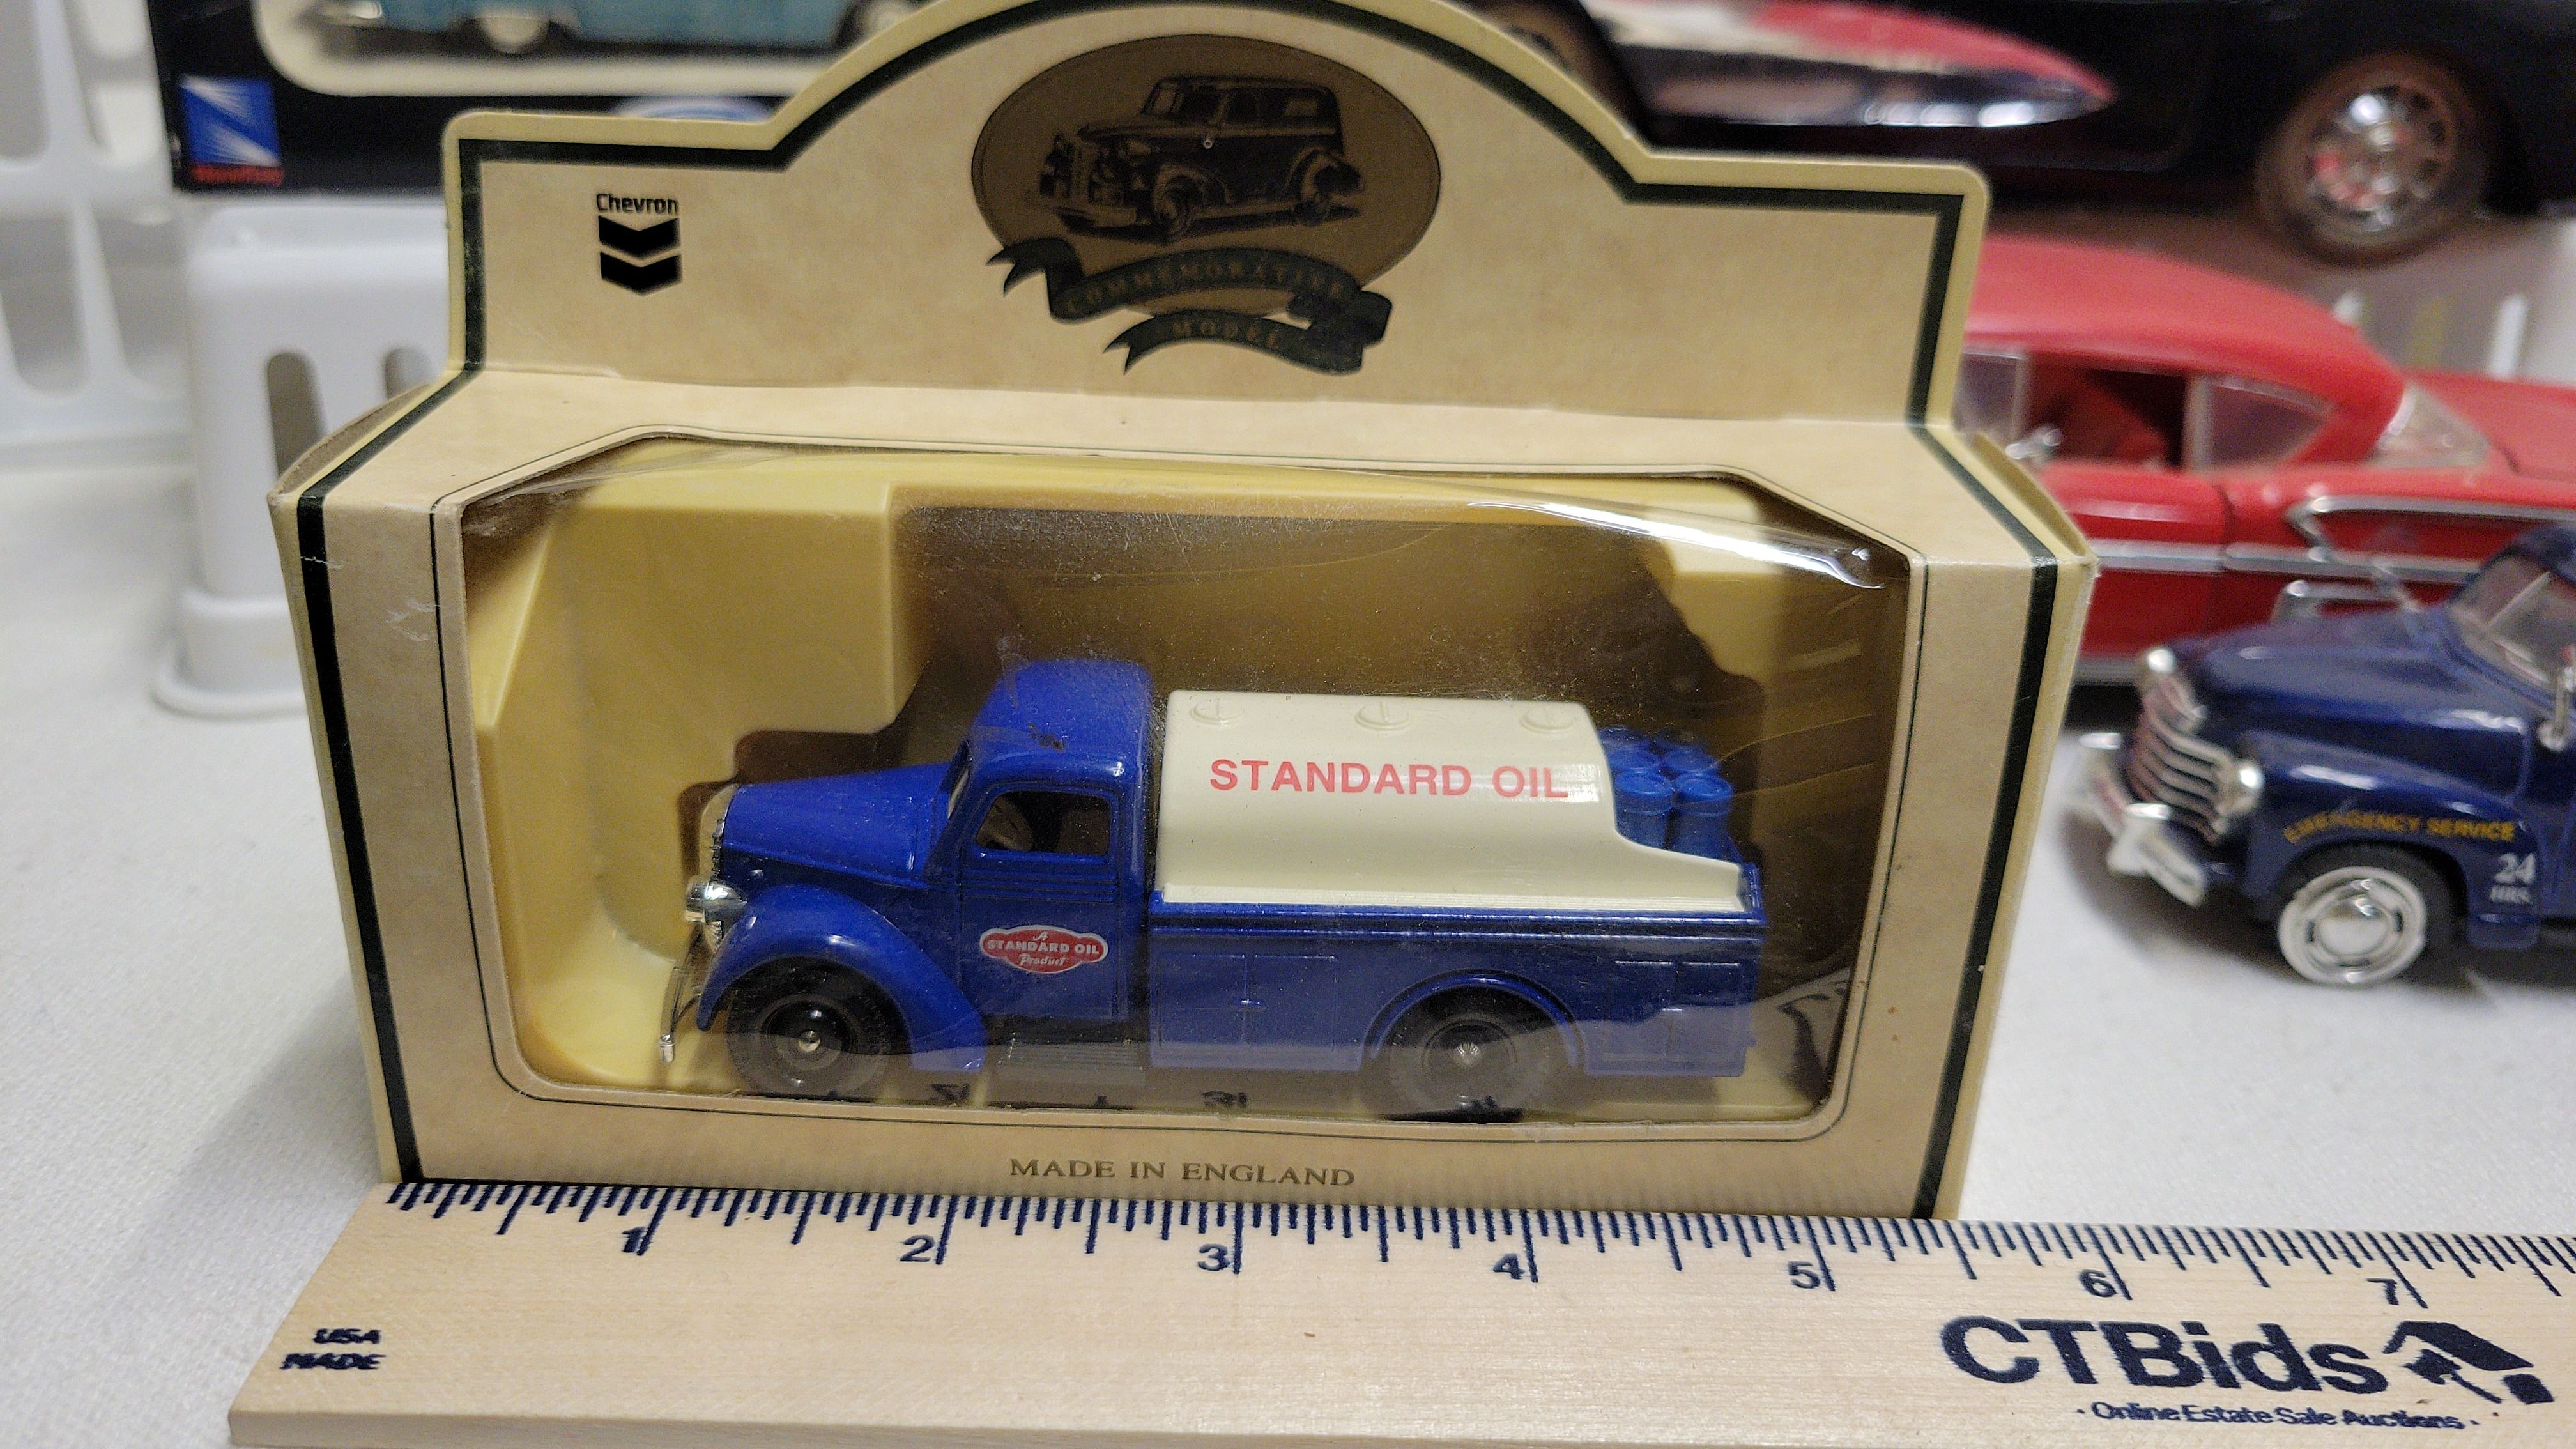 NewRay
Chevron
COMMEMORATIVE
MODEL
STANDARD OIL
A
STANDARD OIL
Product
EMERGENCY SERVICE
24
HRS.
MADE IN ENGLAND
1 2 3 4 5 6 7
USA
MADE
CTBids
· Online Estate Sale Auctions ·